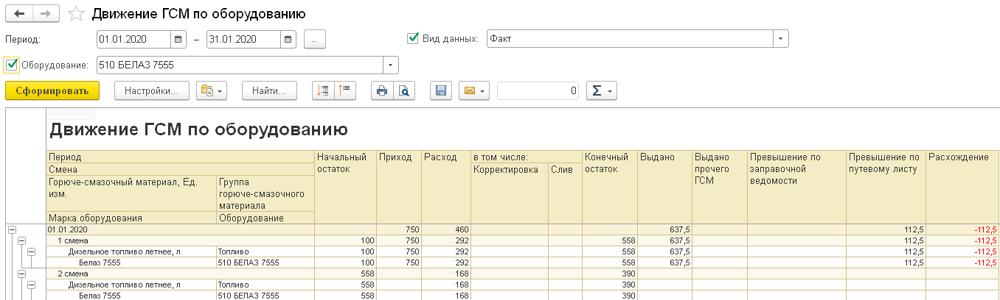 Движение ГСМ по оборудованию
Период: 01.01.2020 – 31.01.2020 ... Вид данных: Факт
Оборудование: 510 БЕЛАЗ 7555
Сформировать Настройки... Найти... 0 Σ
Движение ГСМ по оборудованию
Период Начальный остаток Приход Расход в том числе: Конечный остаток Выдано Выдано прочего ГСМ Превышение по заправочной ведомости Превышение по путевому листу Расхождение
Смена Корректировка Слив
Горюче-смазочный материал, Ед. изм. Группа горюче-смазочного материала
Марка оборудования Оборудование
01.01.2020 750 460 637,5 112,5 -112,5
1 смена 100 750 292 558 637,5 112,5 -112,5
Дизельное топливо летнее, л Топливо 100 750 292 558 637,5 112,5 -112,5
Белаз 7555 510 БЕЛАЗ 7555 100 750 292 558 637,5 112,5 -112,5
2 смена 558 168 390
Дизельное топливо летнее, л Топливо 558 168 390
Белаз 7555 510 БЕЛАЗ 7555 558 168 390